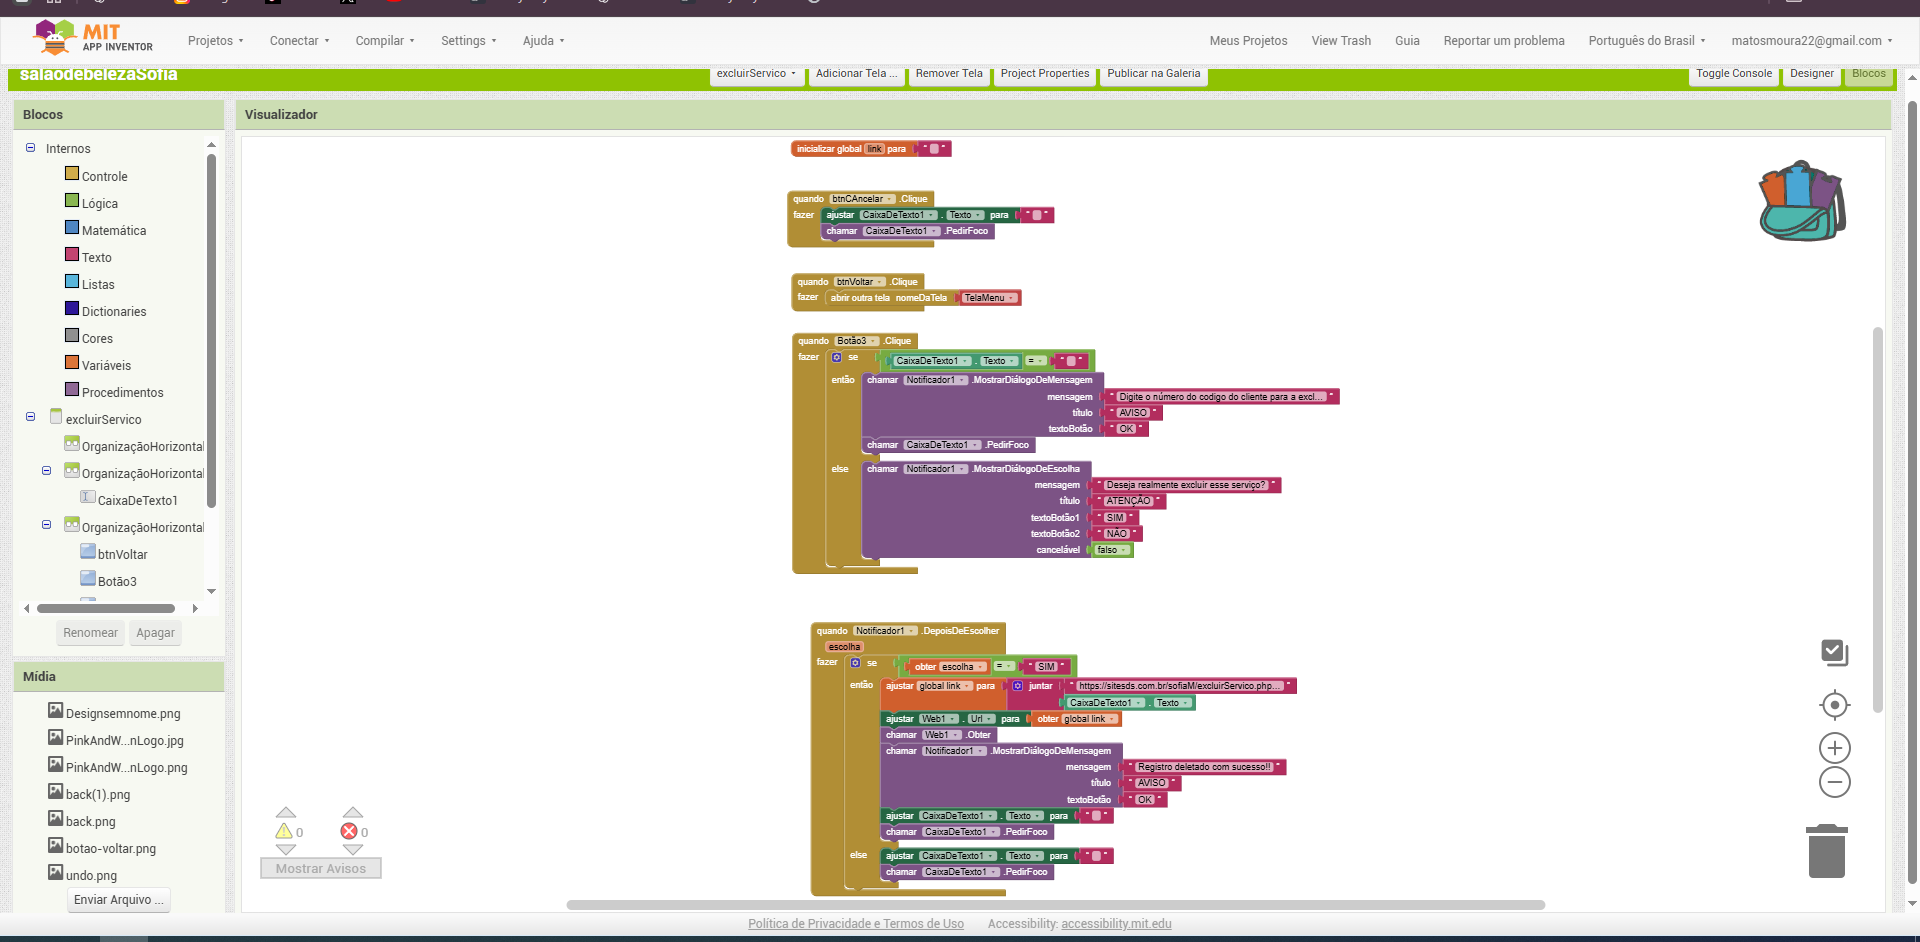 MIT
APP INVENTOR
Projetos
Conectar
Compilar
Settings
Ajuda
Meus Projetos
View Trash
Guia
Reportar um problema
Português do Brasil
matosmoura22@gmail.com
salaodebelezaSofia
excluirServico
Adicionar Tela ...
Remover Tela
Project Properties
Publicar na Galeria
Toggle Console
Designer
Blocos
Blocos
Internos
Controle
Lógica
Matemática
Texto
Listas
Dictionaries
Cores
Variáveis
Procedimentos
excluirServico
OrganizaçãoHorizontal
OrganizaçãoHorizontal
CaixaDeTexto1
OrganizaçãoHorizontal
btnVoltar
Botão3
Renomear
Apagar
Mídia
Designsemnome.png
PinkAndW...nLogo.jpg
PinkAndW...nLogo.png
back(1).png
back.png
botao-voltar.png
undo.png
Enviar Arquivo ...
Visualizador
inicializar global link para " "
quando btnCAncelar .Clique
fazer ajustar CaixaDeTexto1 . Texto para " "
chamar CaixaDeTexto1 .PedirFoco
quando btnVoltar .Clique
fazer abrir outra tela nomeDaTela TelaMenu
quando Botão3 .Clique
fazer se CaixaDeTexto1 . Texto = " "
então chamar Notificador1 .MostrarDiálogoDeMensagem
mensagem " Digite o número do codigo do cliente para a excl... "
título " AVISO "
textoBotão " OK "
chamar CaixaDeTexto1 .PedirFoco
else chamar Notificador1 .MostrarDiálogoDeEscolha
mensagem " Deseja realmente excluir esse serviço? "
título " ATENÇÃO "
textoBotão1 " SIM "
textoBotão2 " NÃO "
cancelável falso
quando Notificador1 .DepoisDeEscolher
escolha
fazer se obter escolha = " SIM "
então ajustar global link para juntar " https://sitesds.com.br/sofiaM/excluirServico.php... "
CaixaDeTexto1 . Texto
ajustar Web1 . Url para obter global link
chamar Web1 .Obter
chamar Notificador1 .MostrarDiálogoDeMensagem
mensagem " Registro deletado com sucesso!! "
título " AVISO "
textoBotão " OK "
ajustar CaixaDeTexto1 . Texto para " "
chamar CaixaDeTexto1 .PedirFoco
else ajustar CaixaDeTexto1 . Texto para " "
chamar CaixaDeTexto1 .PedirFoco
0
0
Mostrar Avisos
Política de Privacidade e Termos de Uso
Accessibility: accessibility.mit.edu